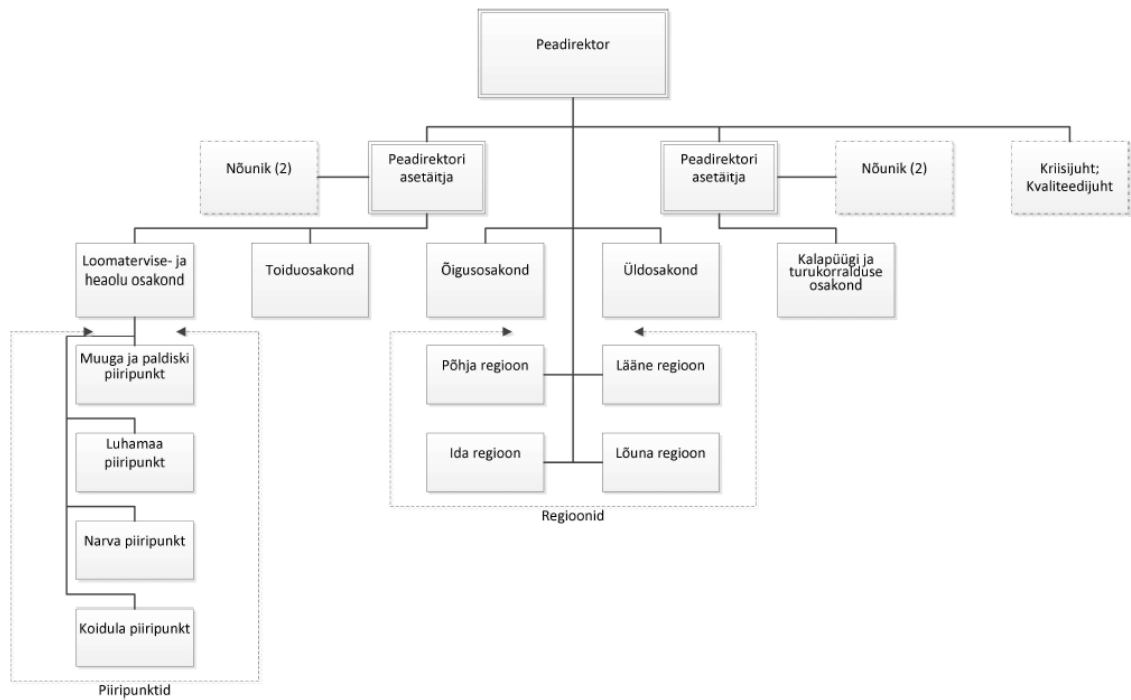 Peadirektor
Nõunik (2)
Peadirektori
asetäitja
Peadirektori
asetäitja
Nõunik (2)
Kriisijuht;
Kvaliteedijuht
Loomatervise- ja
heaolu osakond
Toiduosakond
Õigusosakond
Üldosakond
Kalapüügi ja
turukorralduse
osakond
Muuga ja paldiski
piiripunkt
Põhja regioon
Lääne regioon
Luhamaa
piiripunkt
Ida regioon
Lõuna regioon
Regioonid
Narva piiripunkt
Koidula piiripunkt
Piiripunktid